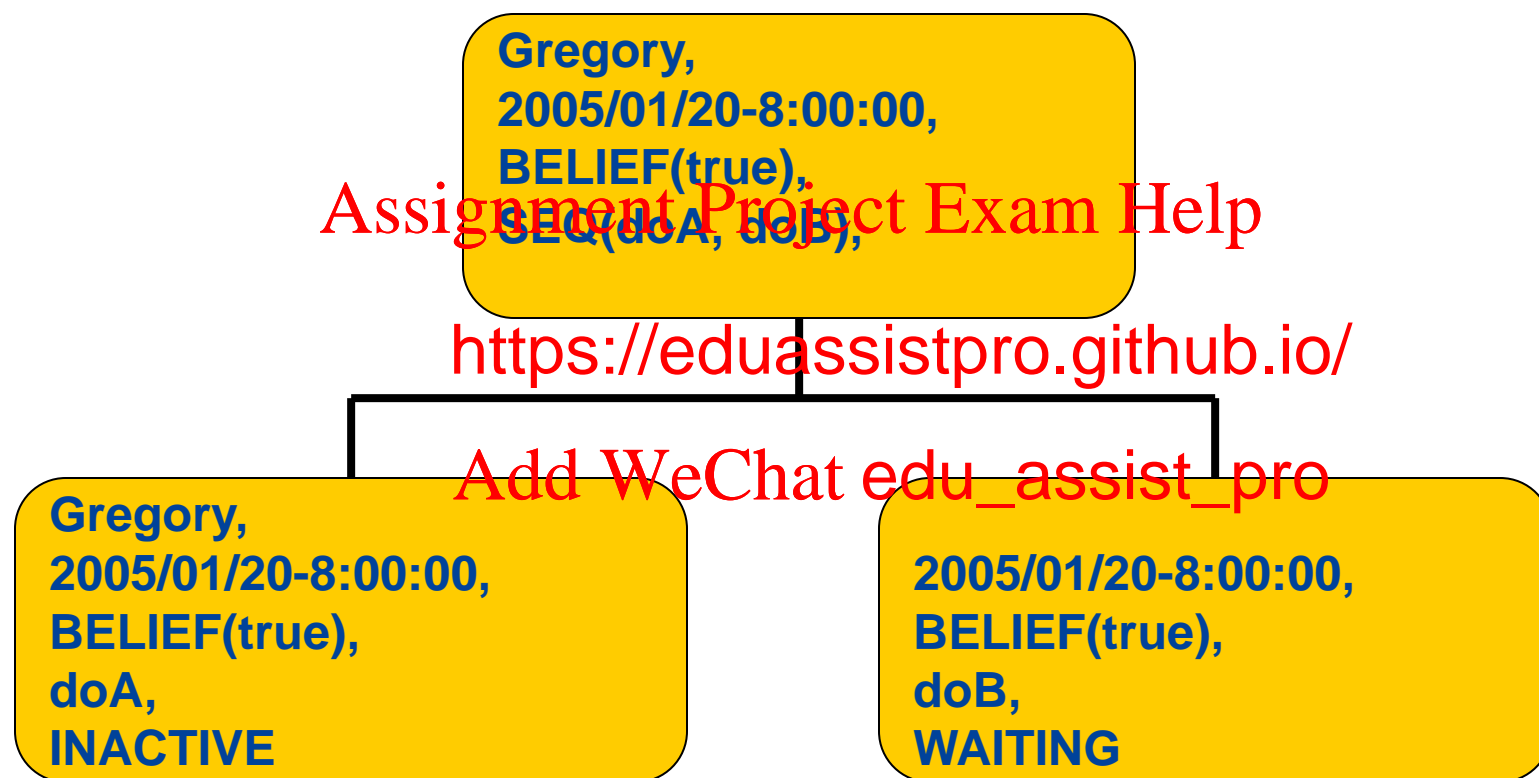 Gregory,
2005/01/20-8:00:00,
BELIEF(true),
Assignment Project Exam Help
SEQ(doA, doB),
https://eduassistpro.github.io/
Add WeChat edu_assist_pro
Gregory,
2005/01/20-8:00:00,
BELIEF(true),
doA,
INACTIVE
2005/01/20-8:00:00,
BELIEF(true),
doB,
WAITING